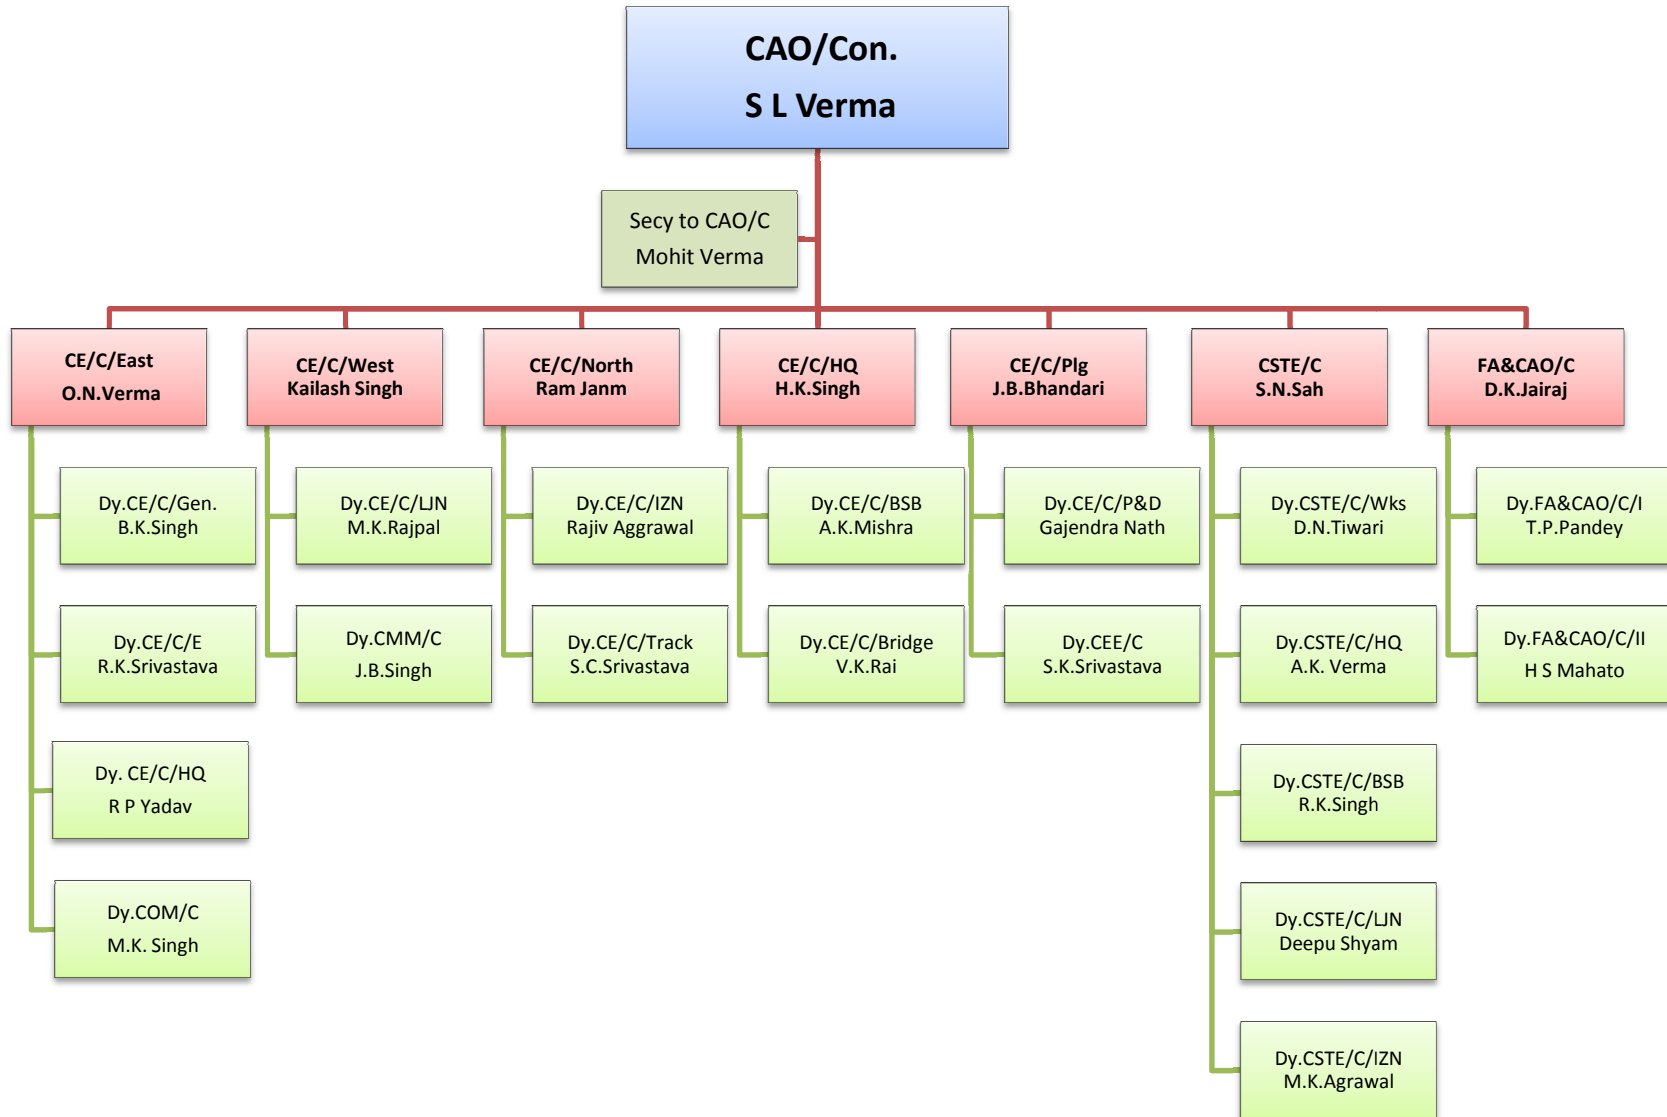 CAO/Con.
S L Verma
Secy to CAO/C
Mohit Verma
CE/C/East
O.N.Verma
CE/C/West
Kailash Singh
CE/C/North
Ram Janm
CE/C/HQ
H.K.Singh
CE/C/Plg
J.B.Bhandari
CSTE/C
S.N.Sah
FA&CAO/C
D.K.Jairaj
Dy.CE/C/Gen.
B.K.Singh
Dy.CE/C/LJN
M.K.Rajpal
Dy.CE/C/IZN
Rajiv Aggrawal
Dy.CE/C/BSB
A.K.Mishra
Dy.CE/C/P&D
Gajendra Nath
Dy.CSTE/C/Wks
D.N.Tiwari
Dy.FA&CAO/C/I
T.P.Pandey
Dy.CE/C/E
R.K.Srivastava
Dy.CMM/C
J.B.Singh
Dy.CE/C/Track
S.C.Srivastava
Dy.CE/C/Bridge
V.K.Rai
Dy.CEE/C
S.K.Srivastava
Dy.CSTE/C/HQ
A.K. Verma
Dy.FA&CAO/C/II
H S Mahato
Dy. CE/C/HQ
R P Yadav
Dy.CSTE/C/BSB
R.K.Singh
Dy.COM/C
M.K. Singh
Dy.CSTE/C/LJN
Deepu Shyam
Dy.CSTE/C/IZN
M.K.Agrawal